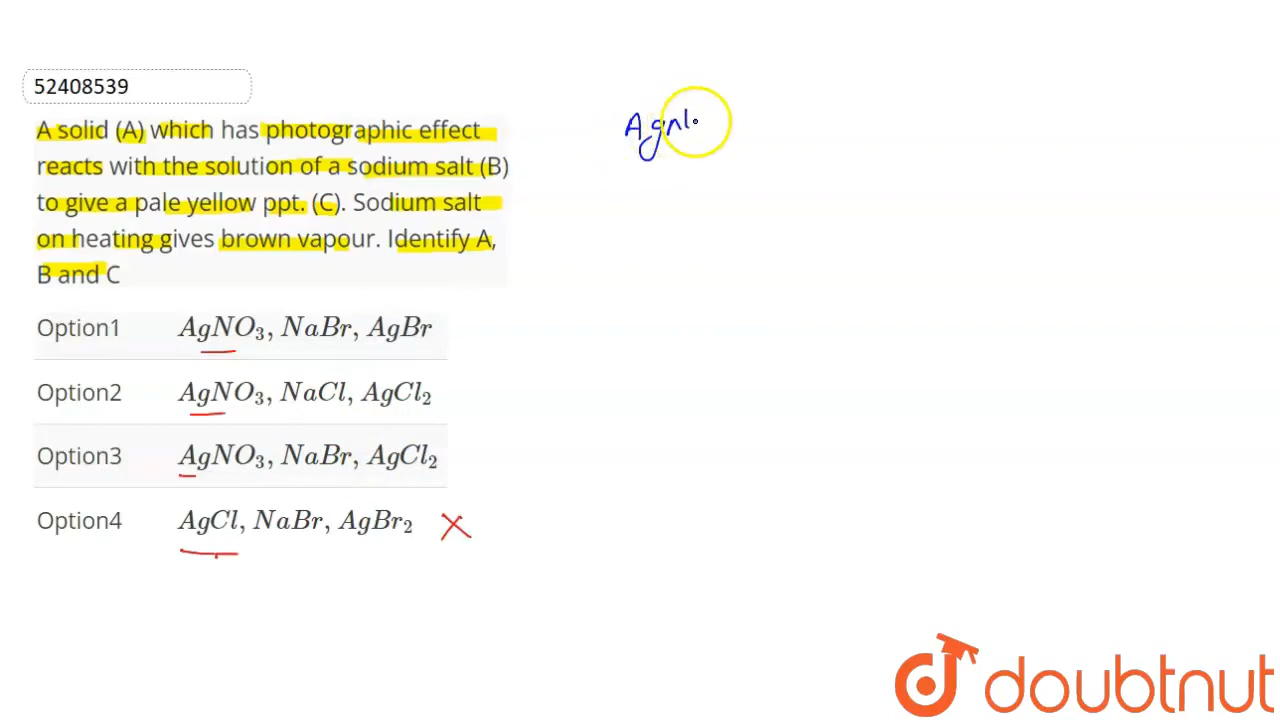 52408539
A solid (A) which has photographic effect
reacts with the solution of a sodium salt (B)
to give a pale yellow ppt. (C). Sodium salt
on heating gives brown vapour. Identify A,
B and C
Option1 AgNO₃, NaBr, AgBr
Option2 AgNO₃, NaCl, AgCl₂
Option3 AgNO₃, NaBr, AgCl₂
Option4 AgCl, NaBr, AgBr₂
doubtnut